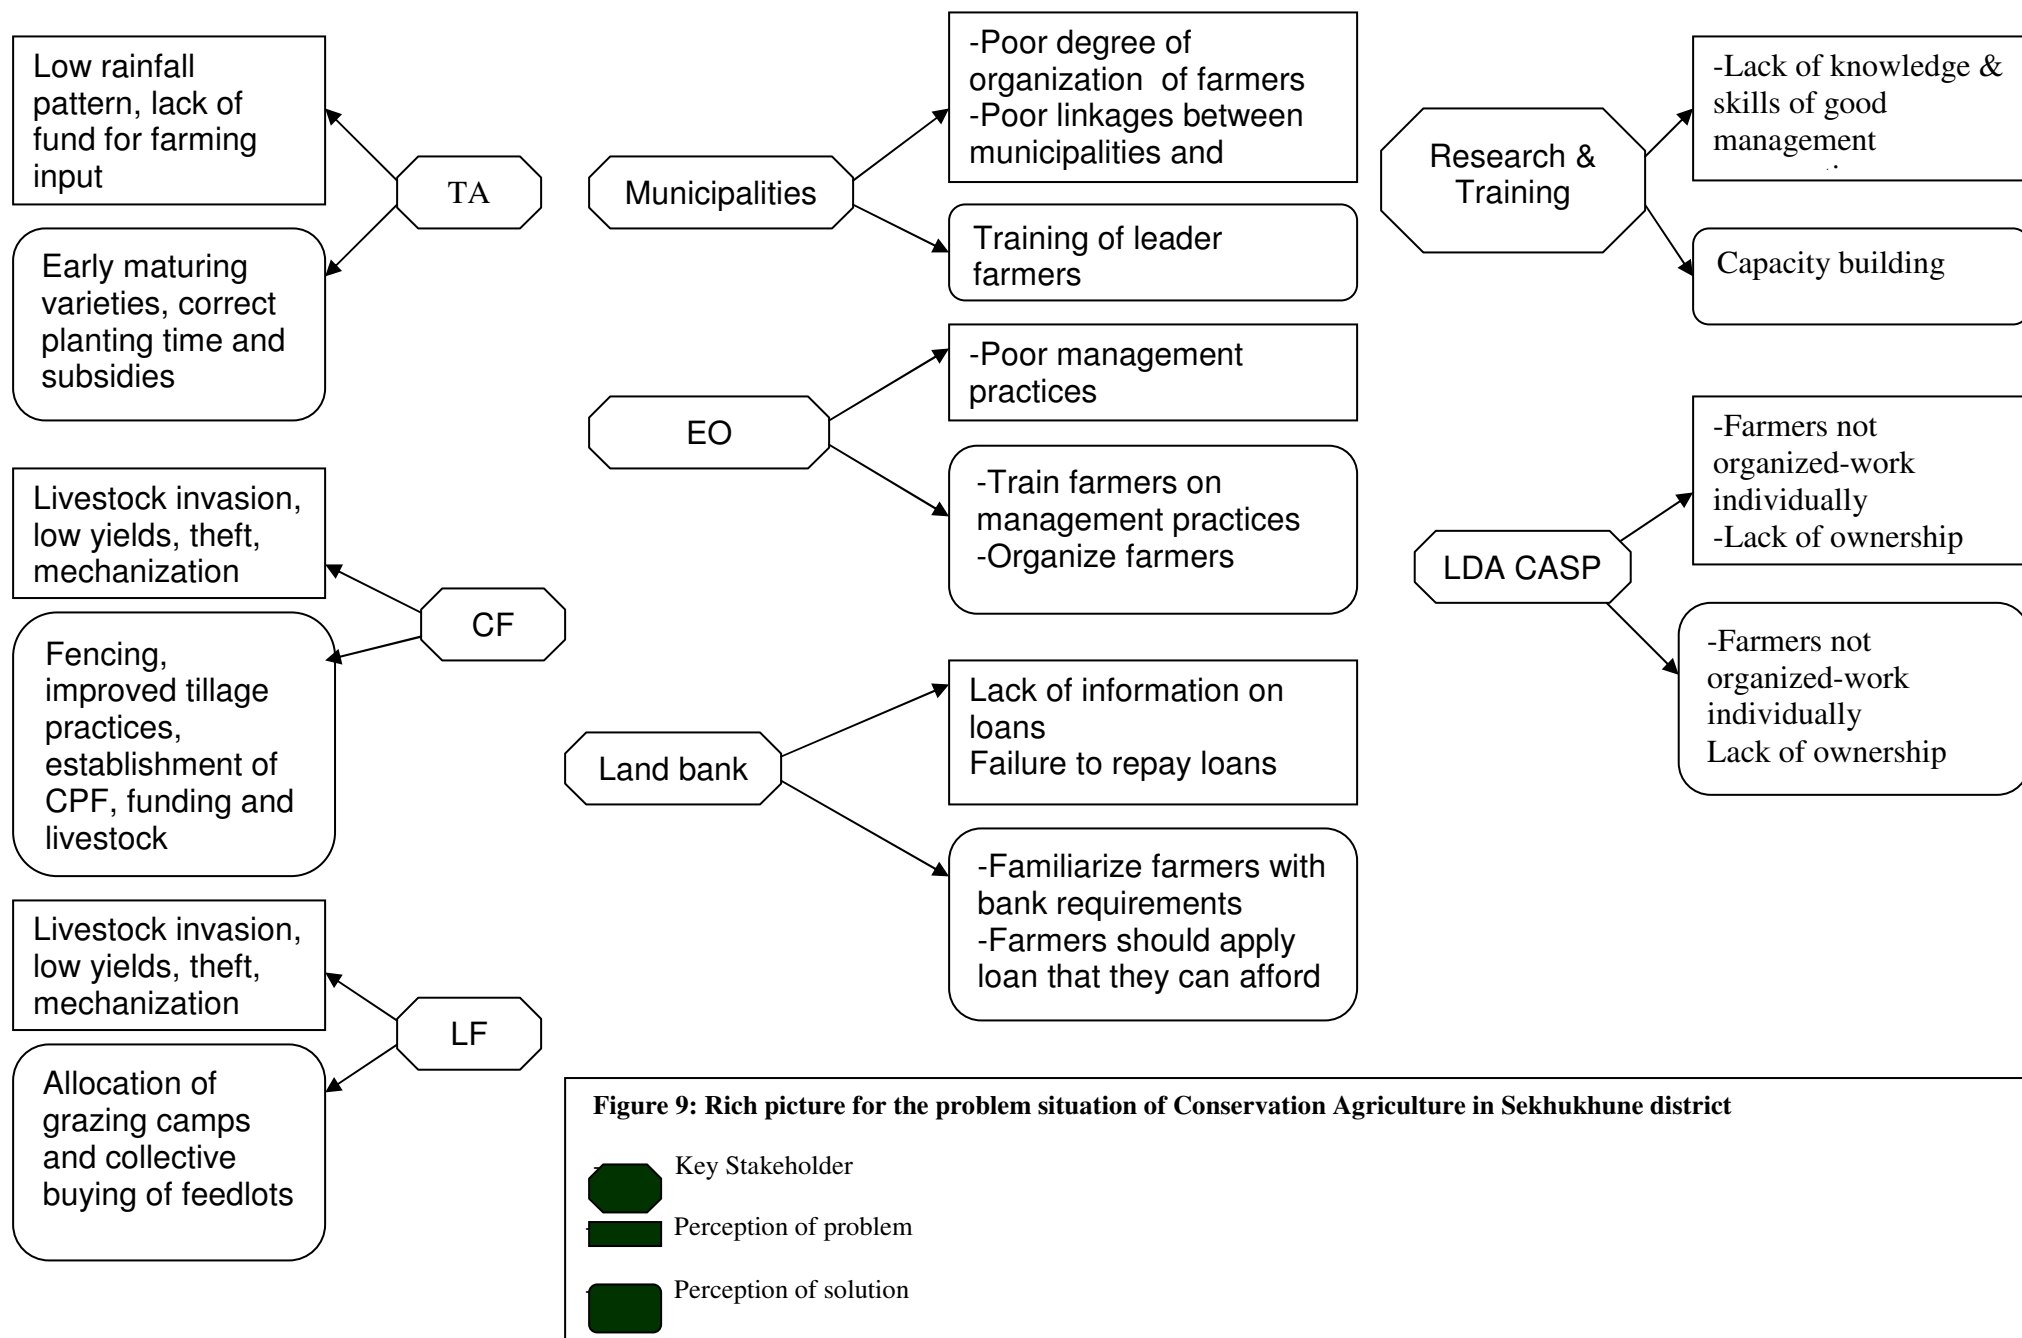 Low rainfall
pattern, lack of
fund for farming
input
TA
Early maturing
varieties, correct
planting time and
subsidies
Livestock invasion,
low yields, theft,
mechanization
CF
Fencing,
improved tillage
practices,
establishment of
CPF, funding and
livestock
Livestock invasion,
low yields, theft,
mechanization
LF
Allocation of
grazing camps
and collective
buying of feedlots
-Poor degree of
organization of farmers
-Poor linkages between
municipalities and
Municipalities
Training of leader
farmers
-Poor management
practices
EO
-Train farmers on
management practices
-Organize farmers
Lack of information on
loans
Failure to repay loans
Land bank
-Familiarize farmers with
bank requirements
-Farmers should apply
loan that they can afford
-Lack of knowledge &
skills of good
management
Research &
Training
Capacity building
-Farmers not
organized-work
individually
-Lack of ownership
LDA CASP
-Farmers not
organized-work
individually
Lack of ownership
Figure 9: Rich picture for the problem situation of Conservation Agriculture in Sekhukhune district
Key Stakeholder
Perception of problem
Perception of solution